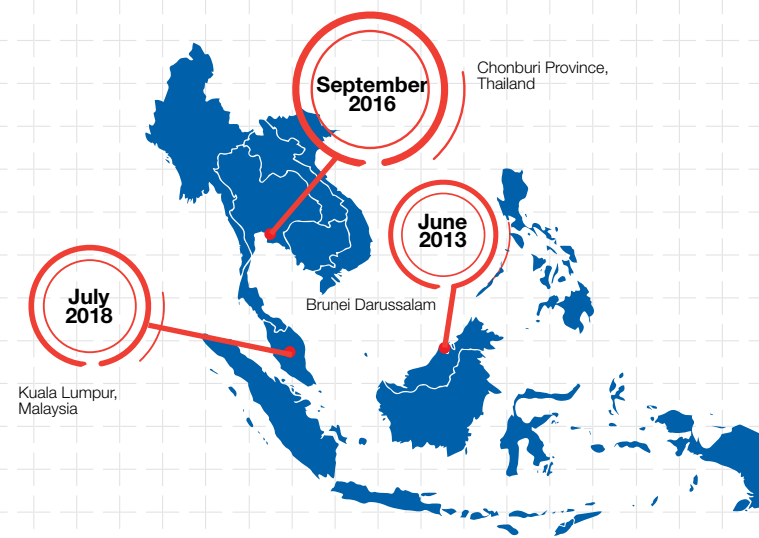 September
2016
Chonburi Province,
Thailand
June
2013
Brunei Darussalam
July
2018
Kuala Lumpur,
Malaysia